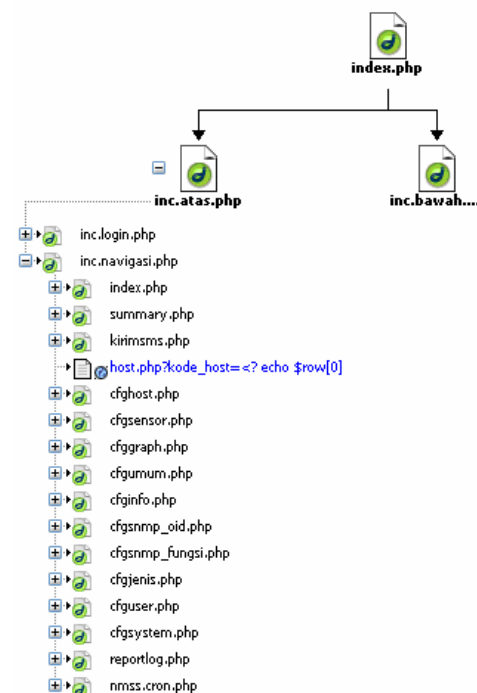 index.php
inc.atas.php
inc.bawah....
inc.login.php
inc.navigasi.php
index.php
summary.php
kirimsms.php
host.php?kode_host=<? echo $row[0]
cfghost.php
cfgsensor.php
cfggraph.php
cfgumum.php
cfginfo.php
cfgsnmp_oid.php
cfgsnmp_fungsi.php
cfgjenis.php
cfguser.php
cfgsystem.php
reportlog.php
nmss.cron.php